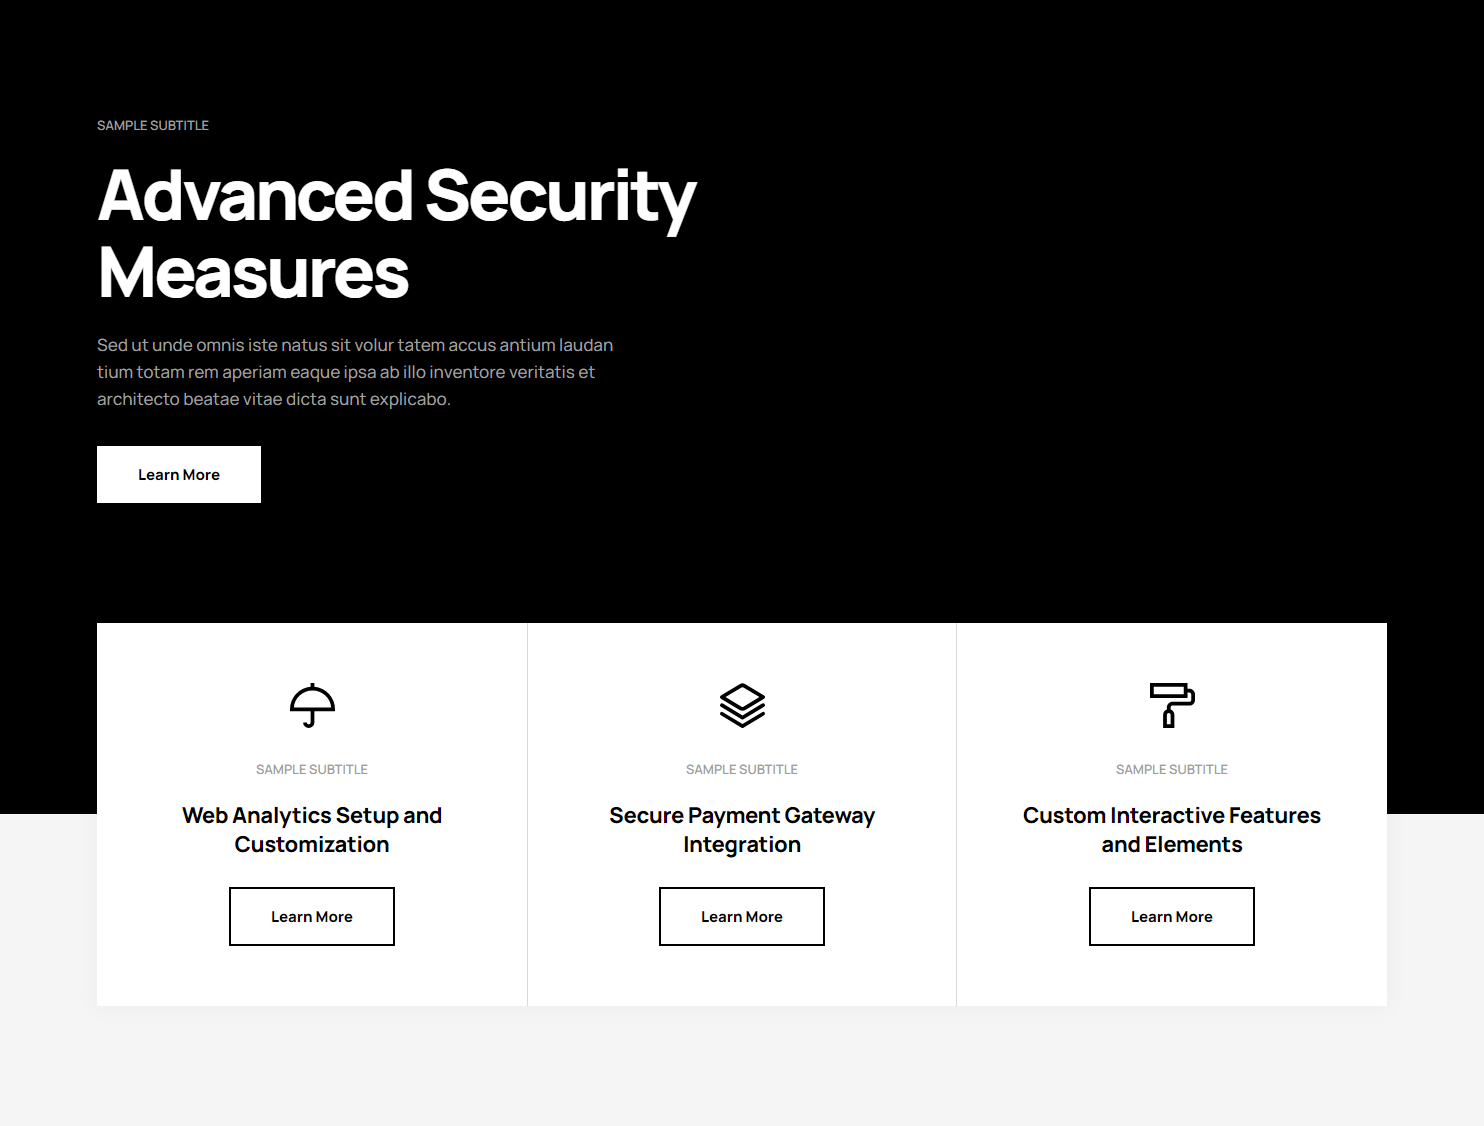 SAMPLE SUBTITLE
Advanced Security
Measures
Sed ut unde omnis iste natus sit volur tatem accus antium laudan
tium totam rem aperiam eaque ipsa ab illo inventore veritatis et
architecto beatae vitae dicta sunt explicabo.
Learn More
SAMPLE SUBTITLE
Web Analytics Setup and
Customization
Learn More
SAMPLE SUBTITLE
Secure Payment Gateway
Integration
Learn More
SAMPLE SUBTITLE
Custom Interactive Features
and Elements
Learn More